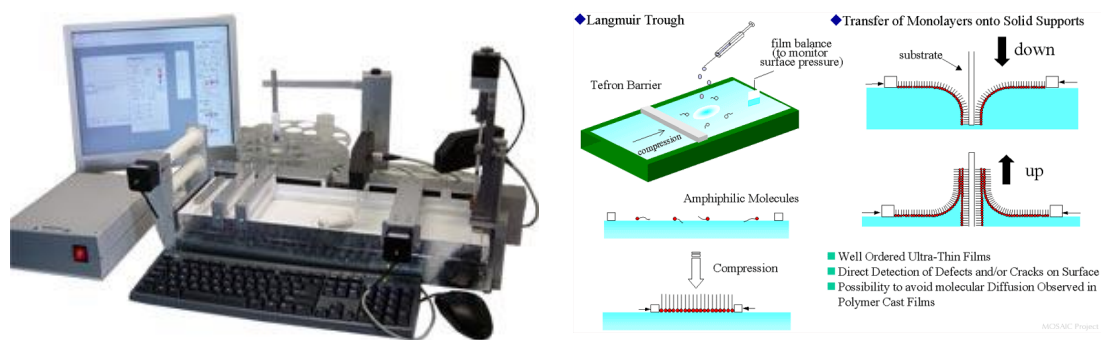 ◆Langmuir Trough
film balance
(to monitor
surface pressure)
Tefron Barrier
compression
Amphiphilic Molecules
Compression
◆Transfer of Monolayers onto Solid Supports
substrate
down
up
Well Ordered Ultra-Thin Films
Direct Detection of Defects and/or Cracks on Surface
Possibility to avoid molecular Diffusion Observed in
Polymer Cast Films
MOSAIC Project